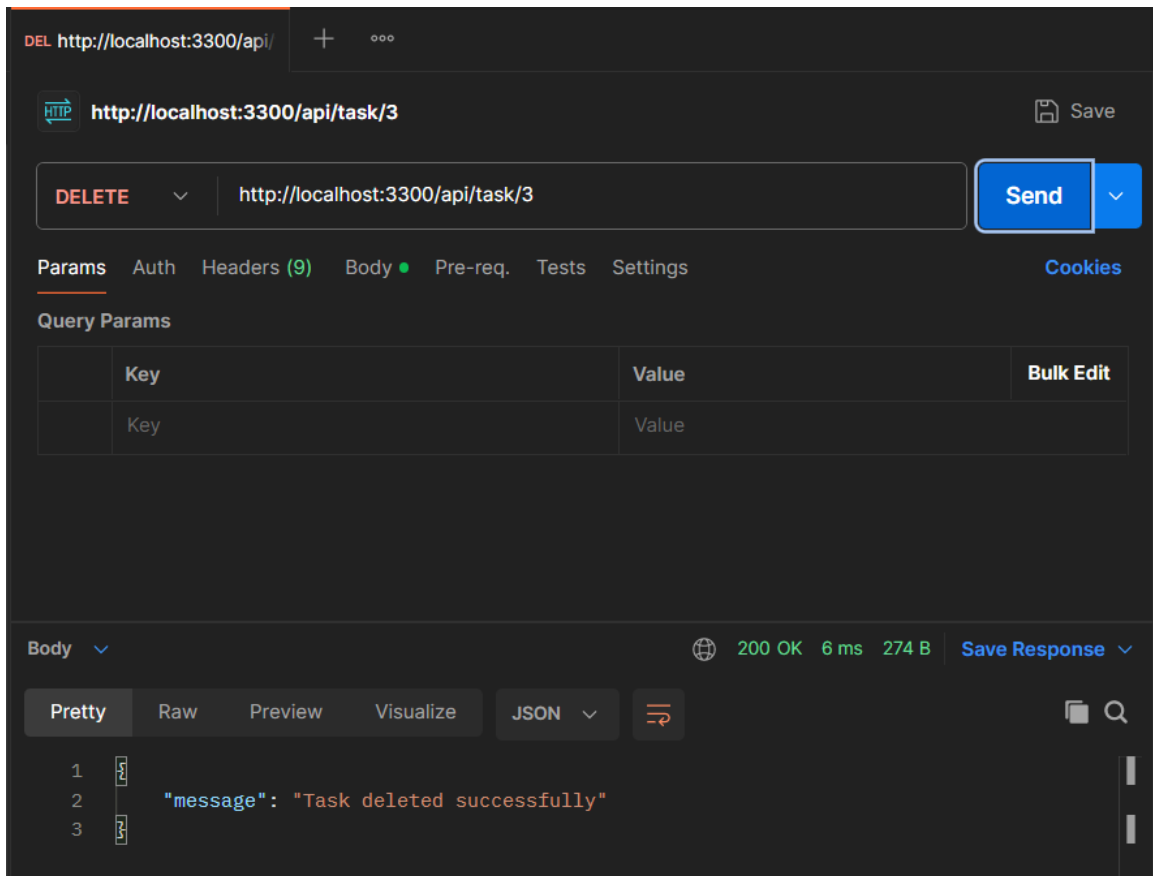 DEL http://localhost:3300/api/
HTTP http://localhost:3300/api/task/3 Save
DELETE http://localhost:3300/api/task/3 Send
Params Auth Headers (9) Body Pre-req. Tests Settings Cookies
Query Params
Key Value Bulk Edit
Key Value
Body 200 OK 6 ms 274 B Save Response
Pretty Raw Preview Visualize JSON
1 {
2 "message": "Task deleted successfully"
3 }